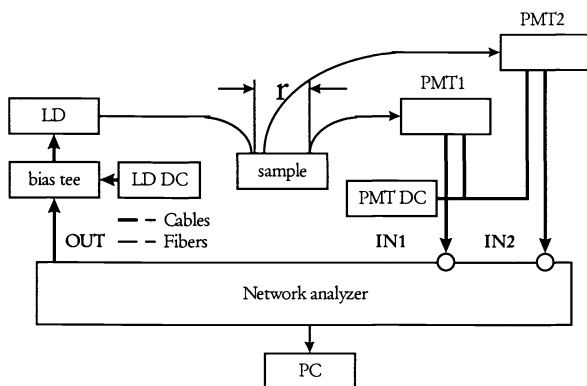 PMT2
PMT1
r
LD
sample
bias tee
LD DC
PMT DC
– Cables
– Fibers
OUT
IN1
IN2
Network analyzer
PC